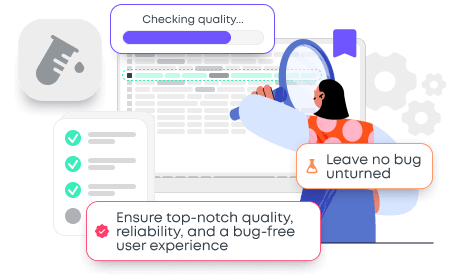 Checking quality...
Leave no bug
unturned
Ensure top-notch quality,
reliability, and a bug-free
user experience